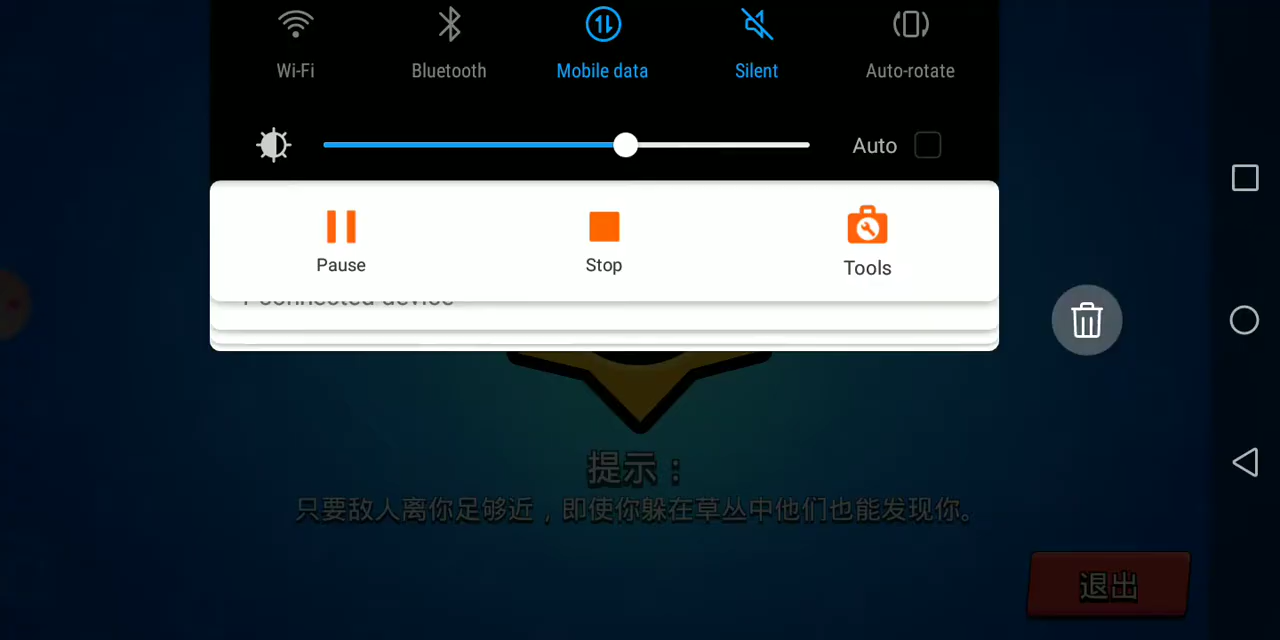 Wi-Fi
Bluetooth
Mobile data
Silent
Auto-rotate
Auto
Pause
Stop
Tools
connected device
提示：
只要敌人离你足够近，即使你躲在草丛中他们也能发现你。
退出